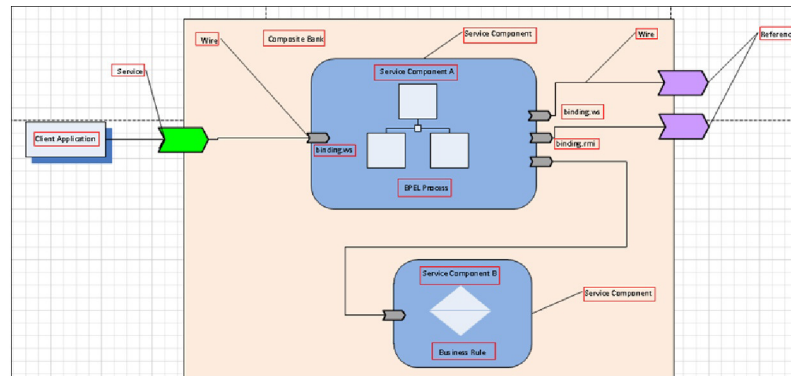 Service Component
Wire
Wire
Composite Bank
Referenc
Service
Service Component A
binding.ws
Client Application
binding.ws
binding.rmi
BPEL Process
Service Component B
Service Component
Business Rule